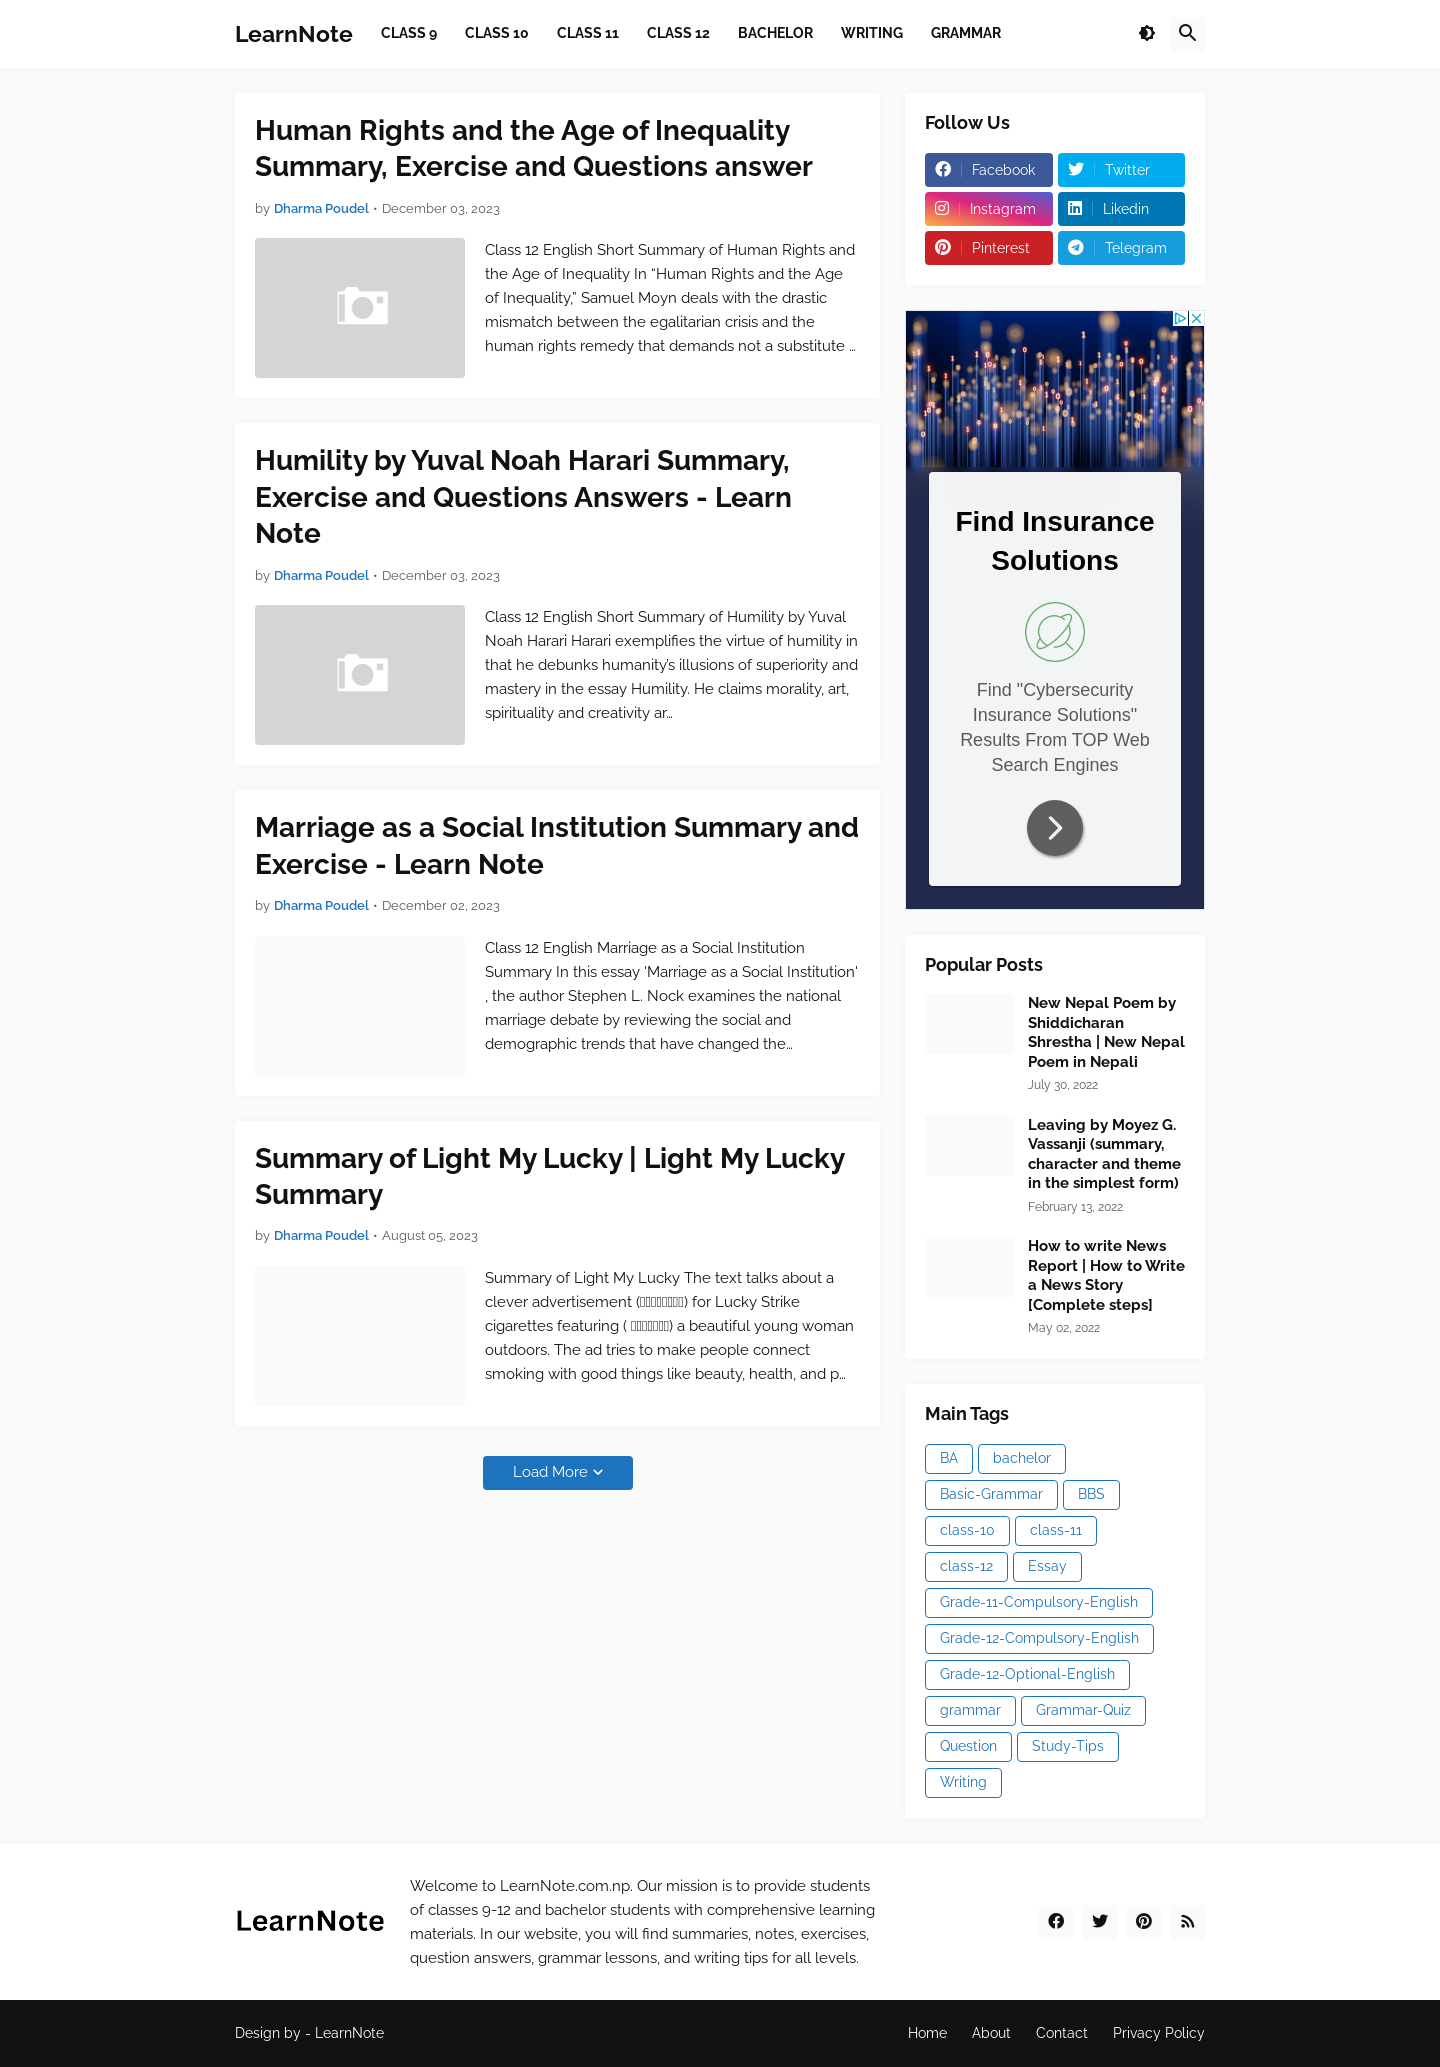 LearnNote
CLASS 9
CLASS 10
CLASS 11
CLASS 12
BACHELOR
WRITING
GRAMMAR
Human Rights and the Age of Inequality
Summary, Exercise and Questions answer
by Dharma Poudel • December 03, 2023
Class 12 English Short Summary of Human Rights and
the Age of Inequality In “Human Rights and the Age
of Inequality,” Samuel Moyn deals with the drastic
mismatch between the egalitarian crisis and the
human rights remedy that demands not a substitute …
Humility by Yuval Noah Harari Summary,
Exercise and Questions Answers - Learn
Note
by Dharma Poudel • December 03, 2023
Class 12 English Short Summary of Humility by Yuval
Noah Harari Harari exemplifies the virtue of humility in
that he debunks humanity’s illusions of superiority and
mastery in the essay Humility. He claims morality, art,
spirituality and creativity ar…
Marriage as a Social Institution Summary and
Exercise - Learn Note
by Dharma Poudel • December 02, 2023
Class 12 English Marriage as a Social Institution
Summary In this essay 'Marriage as a Social Institution'
, the author Stephen L. Nock examines the national
marriage debate by reviewing the social and
demographic trends that have changed the…
Summary of Light My Lucky | Light My Lucky
Summary
by Dharma Poudel • August 05, 2023
Summary of Light My Lucky The text talks about a
clever advertisement () for Lucky Strike
cigarettes featuring ( ) a beautiful young woman
outdoors. The ad tries to make people connect
smoking with good things like beauty, health, and p…
Load More
Follow Us
Facebook
Twitter
Instagram
Likedin
Pinterest
Telegram
Find Insurance
Solutions
Find "Cybersecurity
Insurance Solutions"
Results From TOP Web
Search Engines
Popular Posts
New Nepal Poem by
Shiddicharan
Shrestha | New Nepal
Poem in Nepali
July 30, 2022
Leaving by Moyez G.
Vassanji (summary,
character and theme
in the simplest form)
February 13, 2022
How to write News
Report | How to Write
a News Story
[Complete steps]
May 02, 2022
Main Tags
BA
bachelor
Basic-Grammar
BBS
class-10
class-11
class-12
Essay
Grade-11-Compulsory-English
Grade-12-Compulsory-English
Grade-12-Optional-English
grammar
Grammar-Quiz
Question
Study-Tips
Writing
LearnNote
Welcome to LearnNote.com.np. Our mission is to provide students
of classes 9-12 and bachelor students with comprehensive learning
materials. In our website, you will find summaries, notes, exercises,
question answers, grammar lessons, and writing tips for all levels.
Design by - LearnNote
Home
About
Contact
Privacy Policy